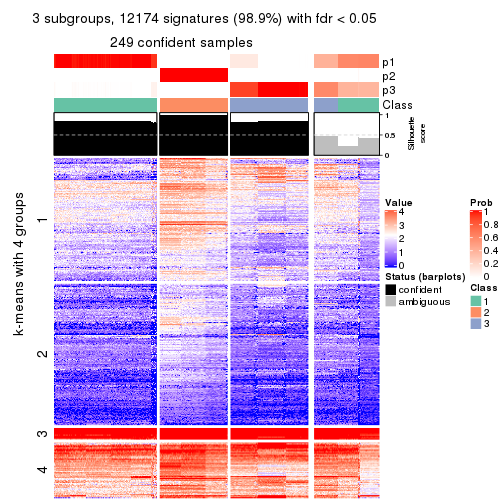 3 subgroups, 12174 signatures (98.9%) with fdr < 0.05
249 confident samples
p1
p2
p3
Class
1
0.5
0
Silhouette
score
k-means with 4 groups
1
2
3
4
Value
4
3
2
1
0
Status (barplots)
confident
ambiguous
Prob
1
0.8
0.6
0.4
0.2
0
Class
1
2
3